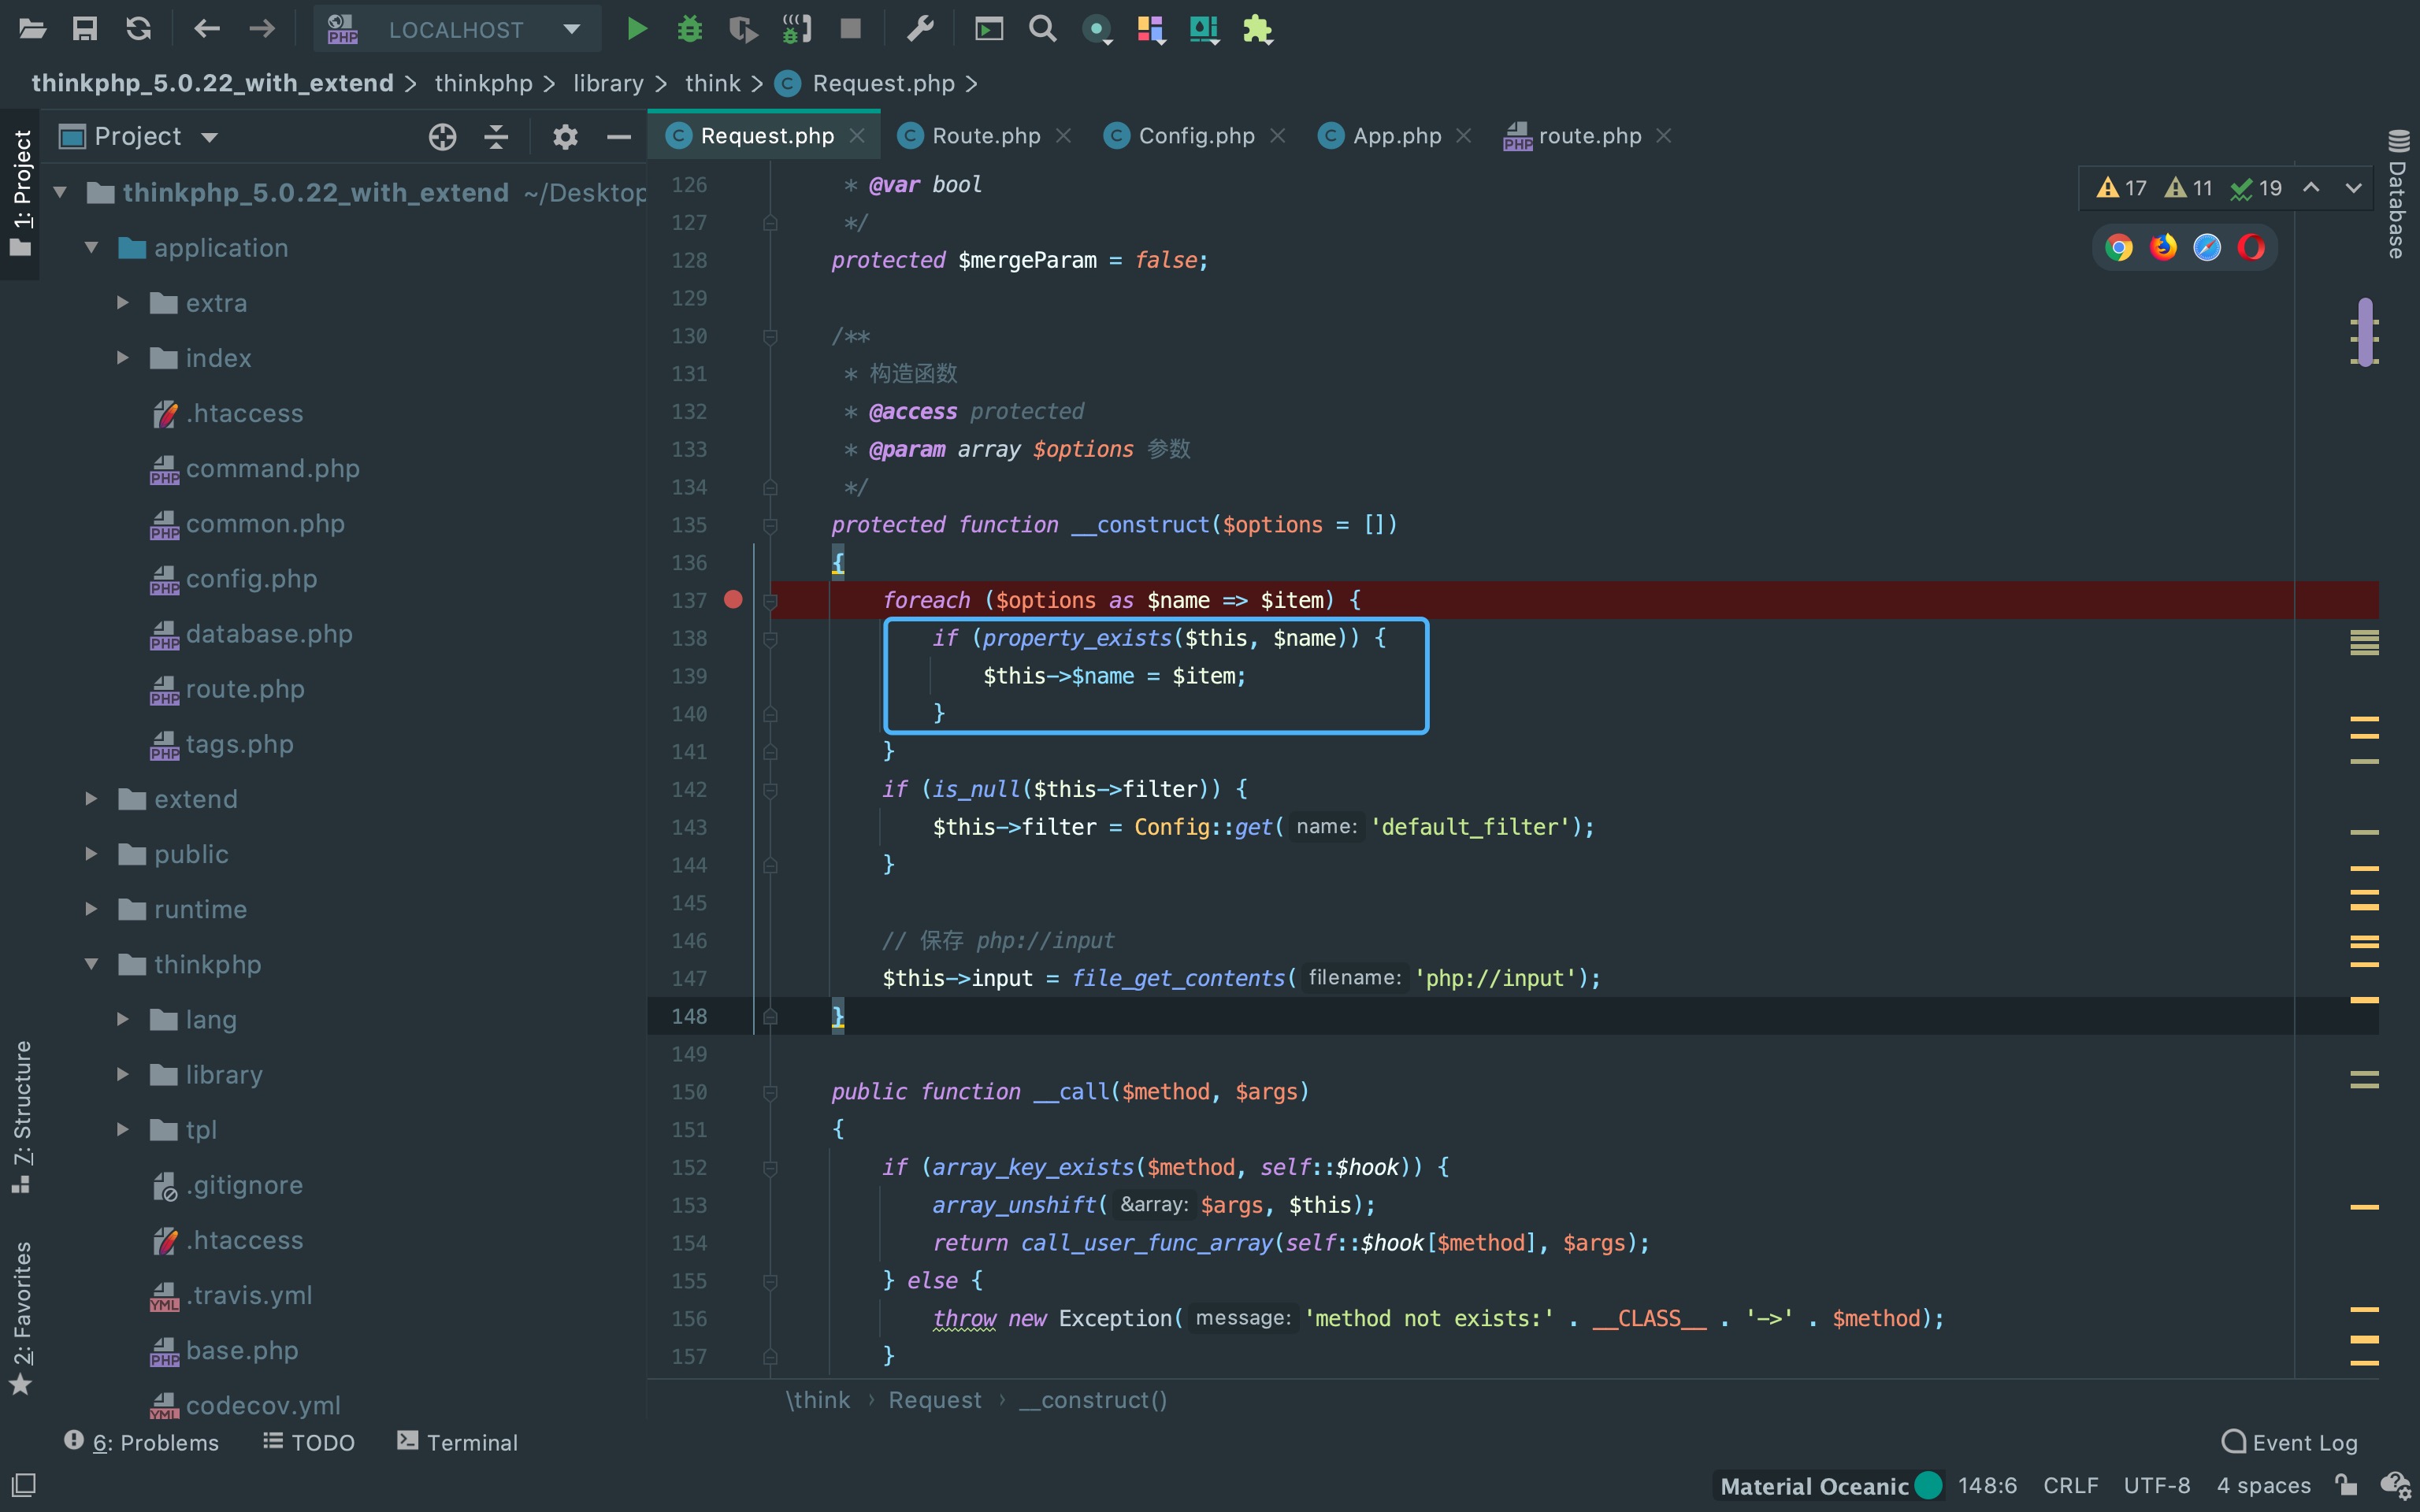 LOCALHOST
thinkphp_5.0.22_with_extend > thinkphp > library > think > Request.php >
1: Project
Project
Request.php
Route.php
Config.php
App.php
route.php
Database
thinkphp_5.0.22_with_extend ~/Desktop
application
extra
index
.htaccess
command.php
common.php
config.php
database.php
route.php
tags.php
extend
public
runtime
thinkphp
lang
library
tpl
.gitignore
.htaccess
.travis.yml
base.php
codecov.yml
7: Structure
2: Favorites
17 11 19
126 * @var bool
127 */
128 protected $mergeParam = false;
129
130 /**
131 * 构造函数
132 * @access protected
133 * @param array $options 参数
134 */
135 protected function __construct($options = [])
136 {
137 foreach ($options as $name => $item) {
138 if (property_exists($this, $name)) {
139 $this->$name = $item;
140 }
141 }
142 if (is_null($this->filter)) {
143 $this->filter = Config::get( name: 'default_filter');
144 }
145
146 // 保存 php://input
147 $this->input = file_get_contents( filename: 'php://input');
148 }
149
150 public function __call($method, $args)
151 {
152 if (array_key_exists($method, self::$hook)) {
153 array_unshift( &array: $args, $this);
154 return call_user_func_array(self::$hook[$method], $args);
155 } else {
156 throw new Exception( message: 'method not exists:' . __CLASS__ . '->' . $method);
157 }
\think › Request › __construct()
6: Problems
TODO
Terminal
Event Log
Material Oceanic
148:6
CRLF
UTF-8
4 spaces